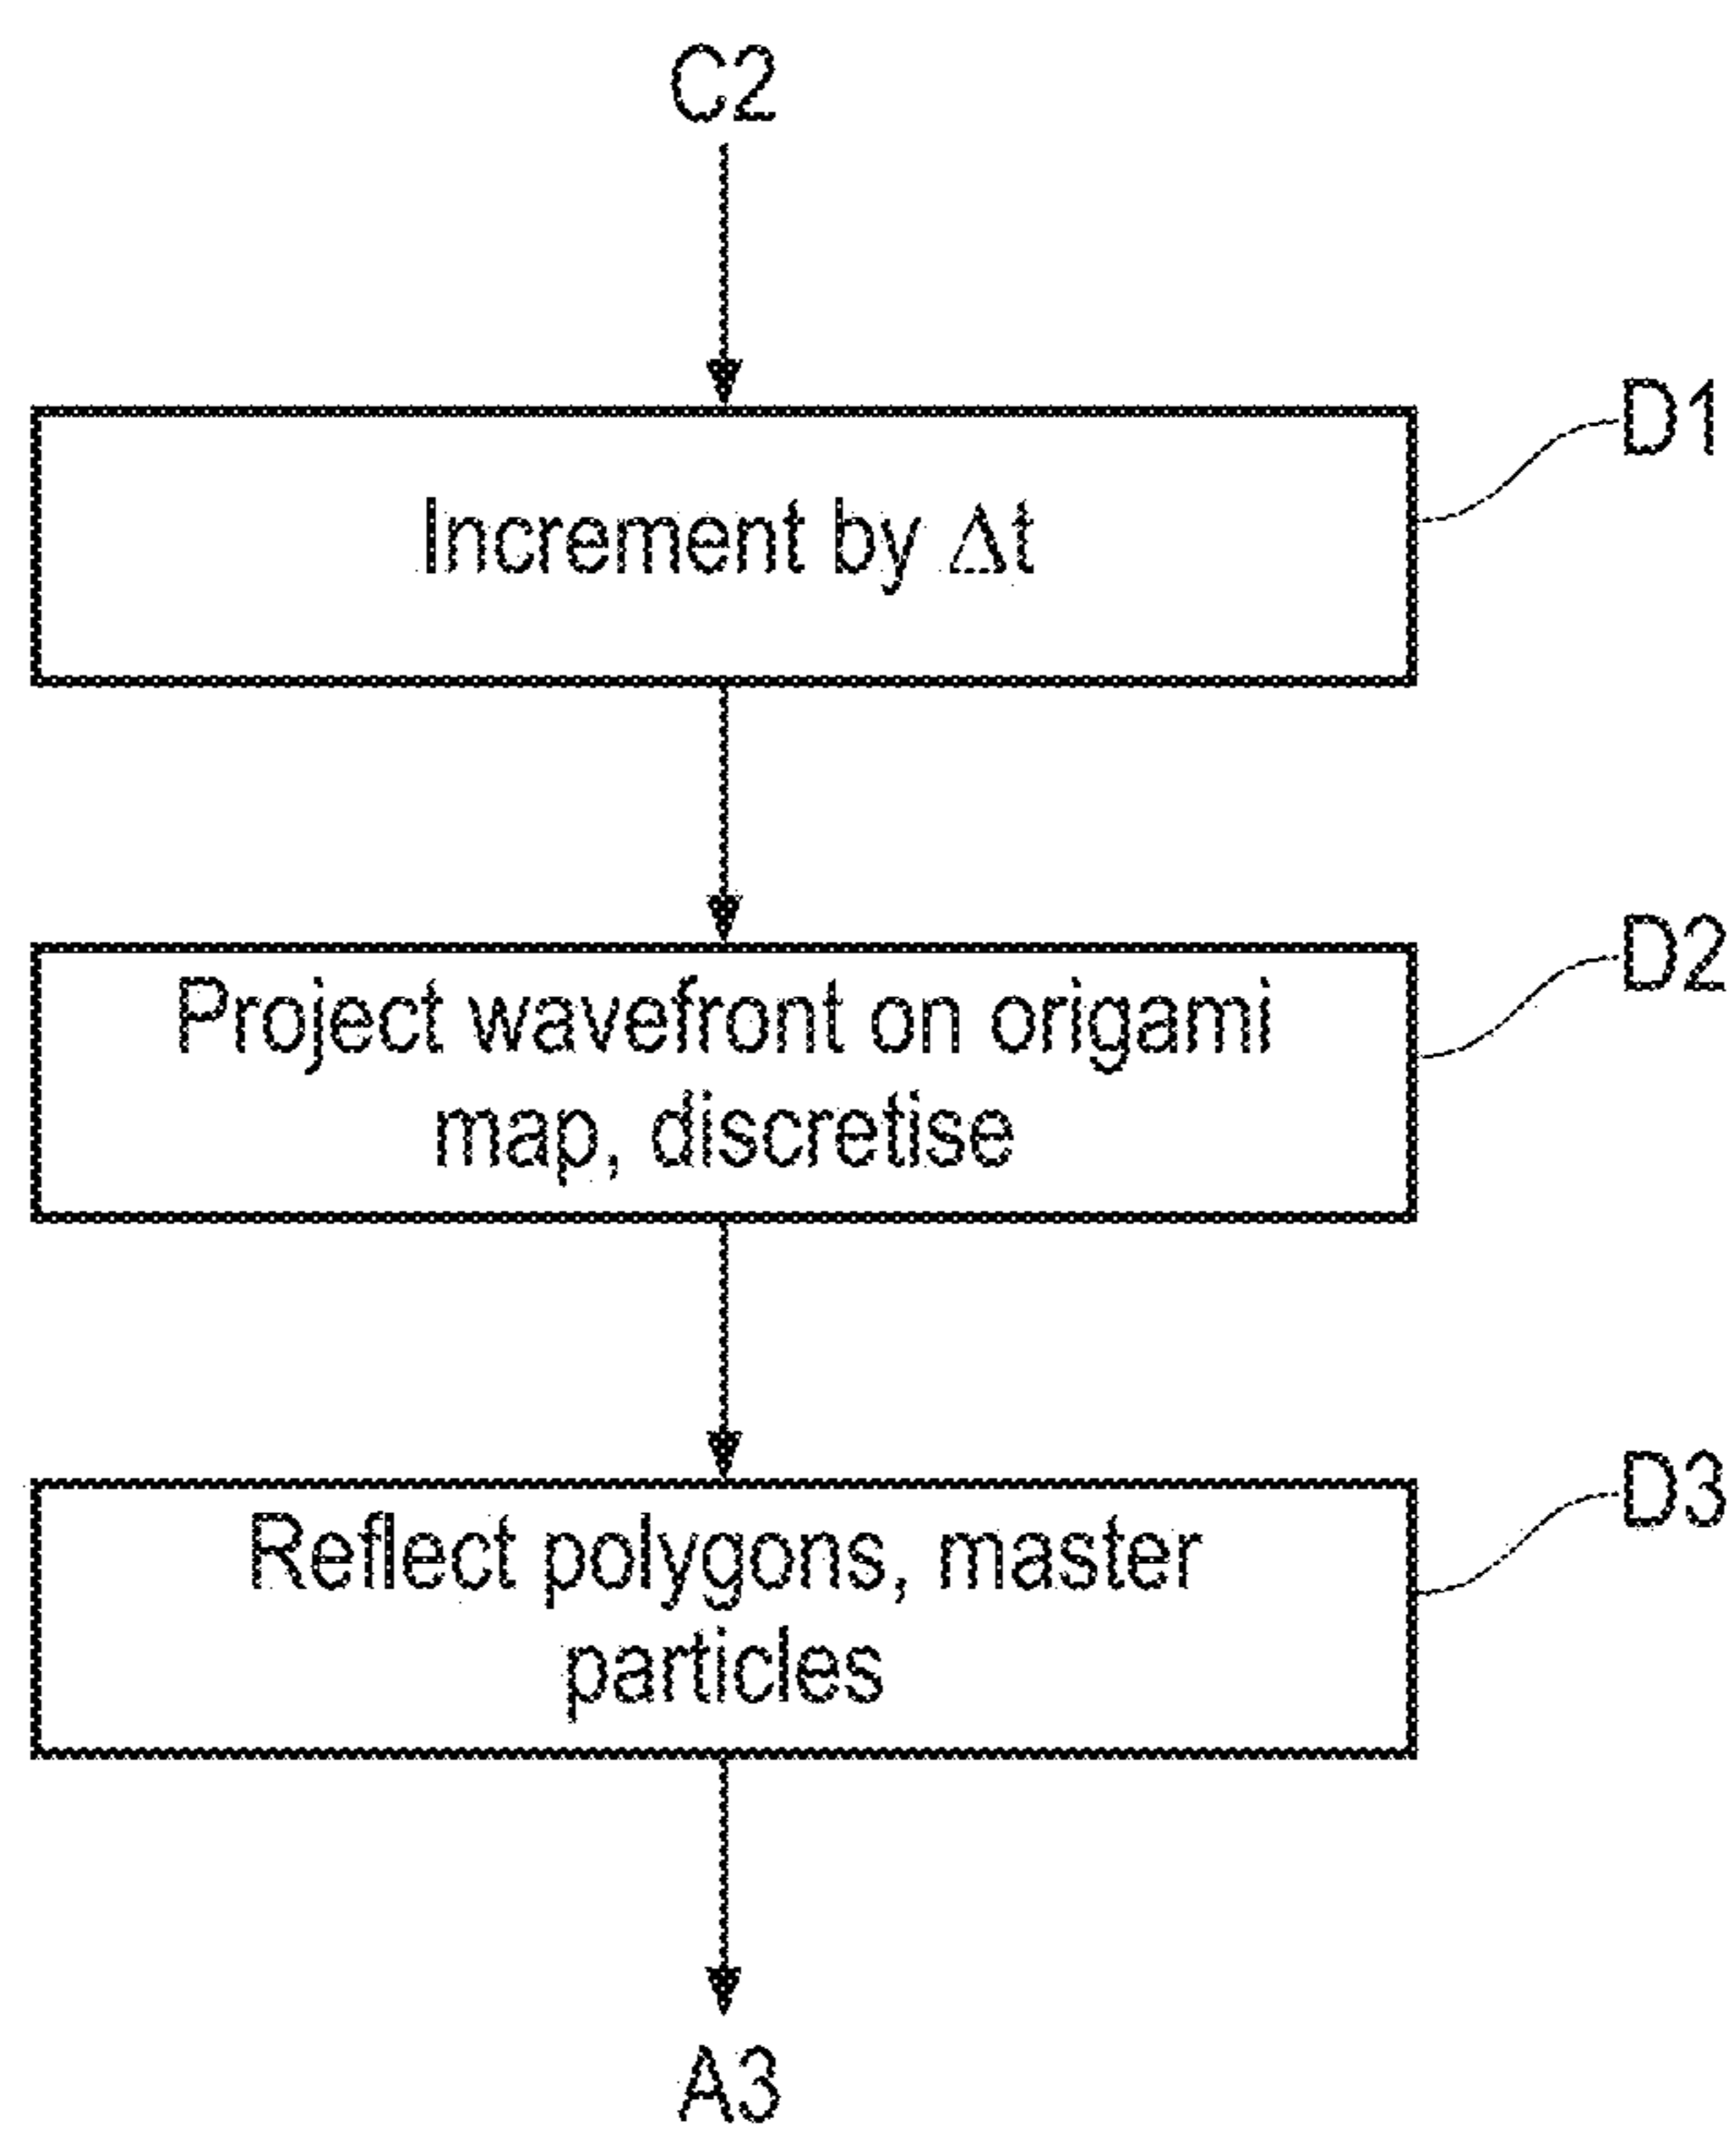 C2
Increment by Δt
D1
Project wavefront on origami
map, discretise
D2
Reflect polygons, master
particles
D3
A3